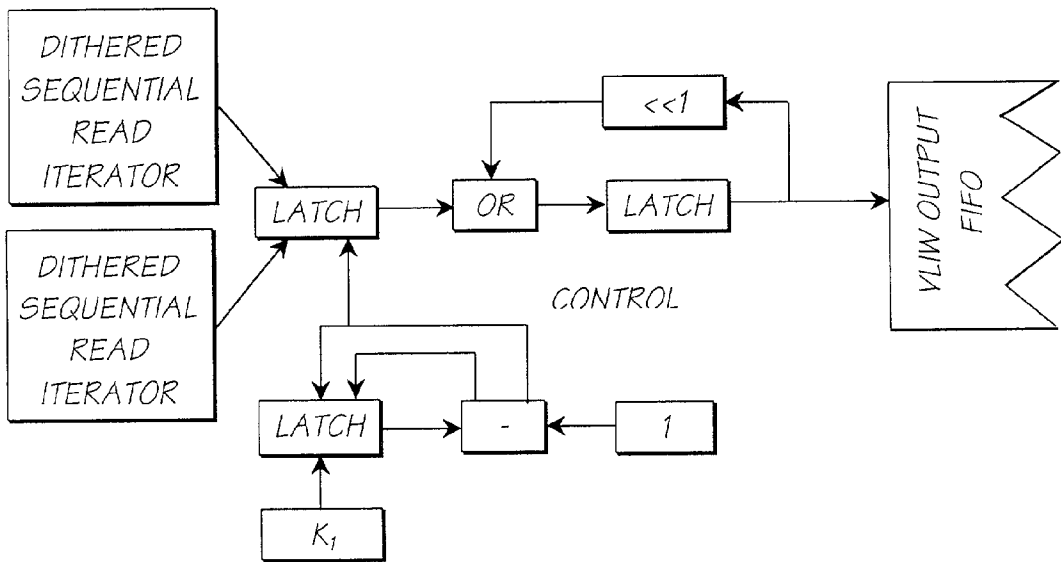 DITHERED
SEQUENTIAL
READ
ITERATOR
<<1
LATCH
OR
LATCH
VLIW OUTPUT
FIFO
DITHERED
SEQUENTIAL
READ
ITERATOR
CONTROL
LATCH
-
1
K₁